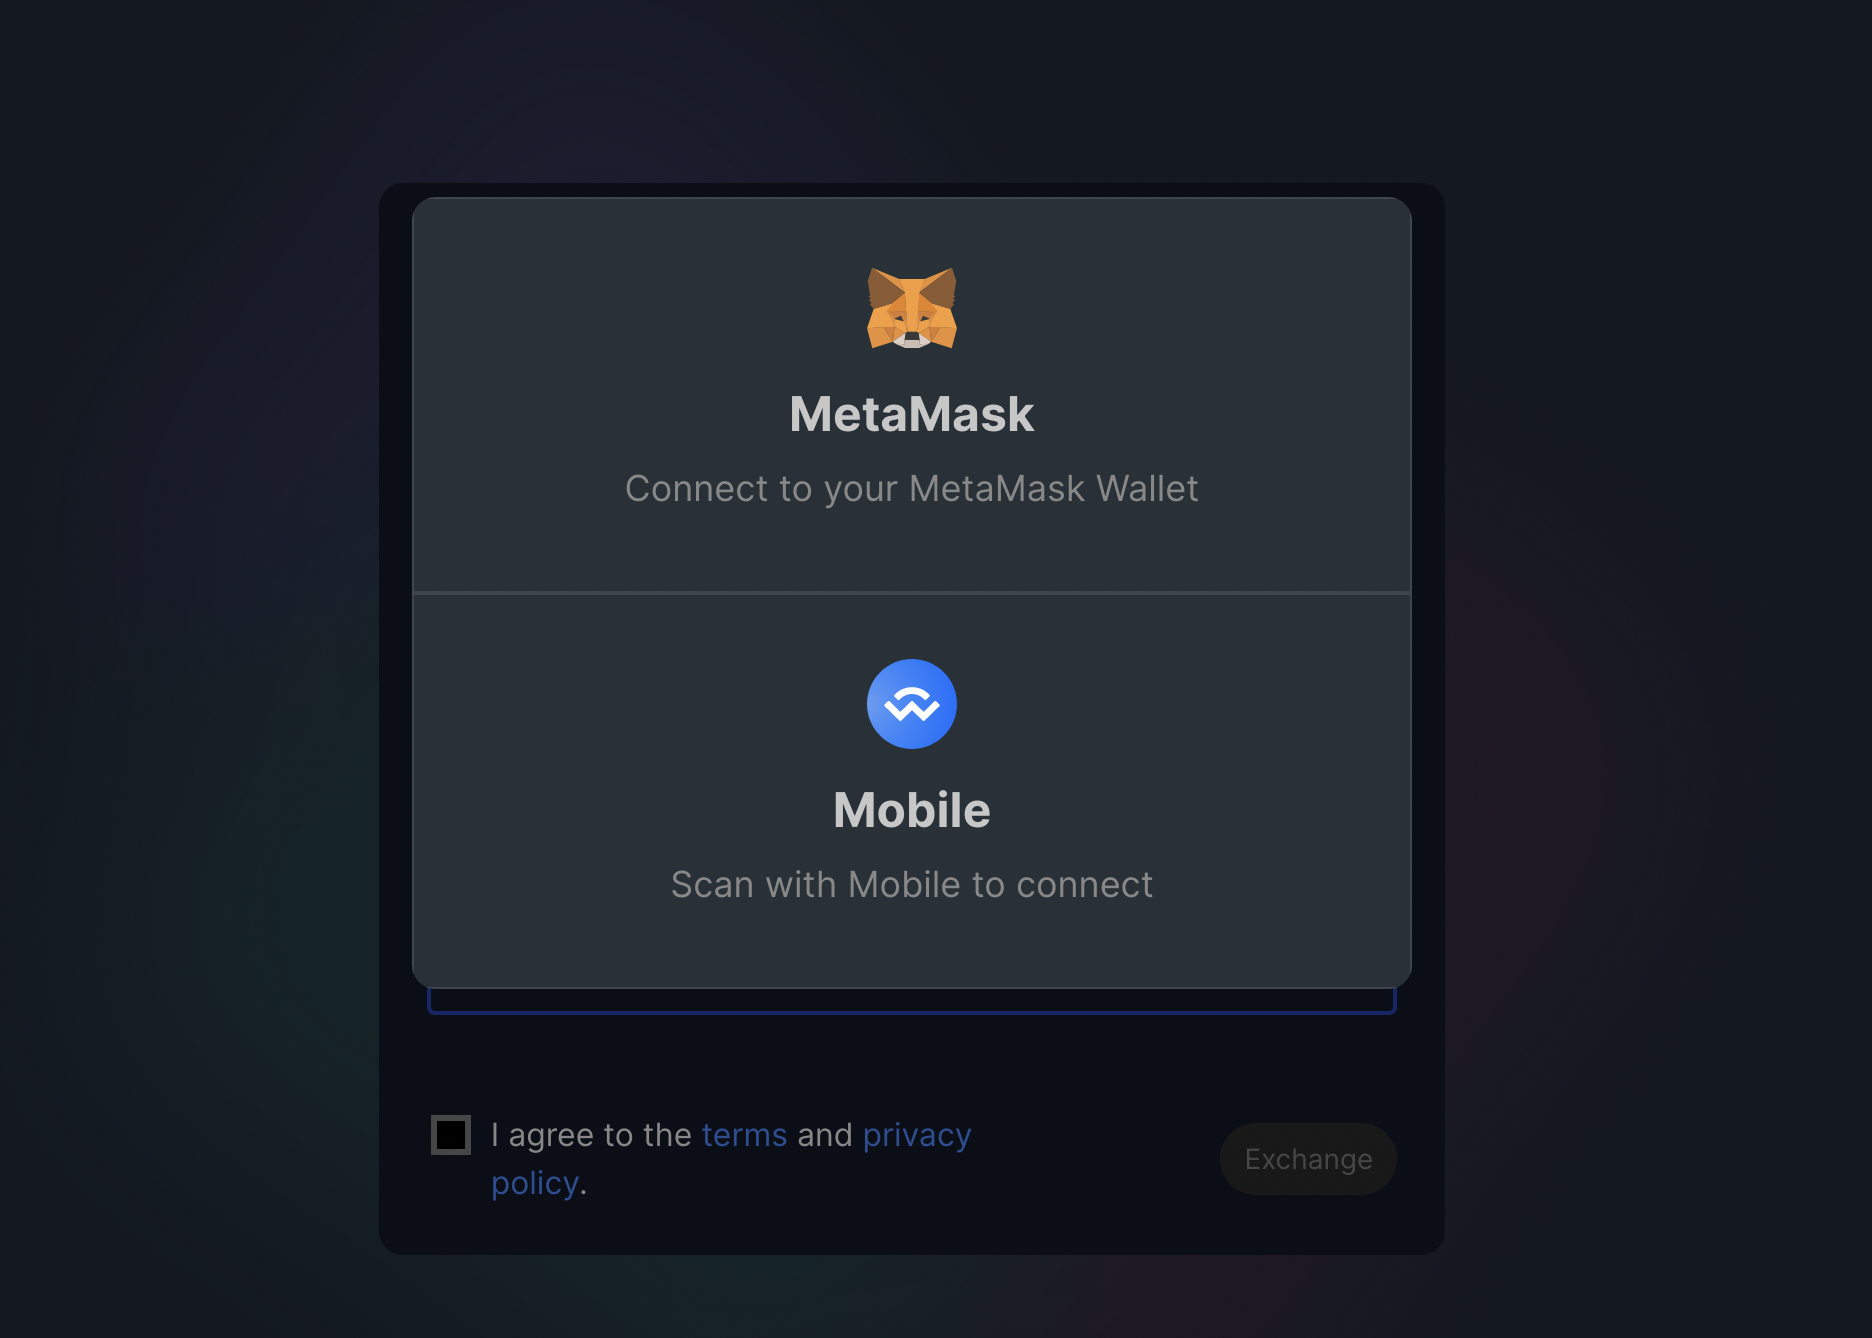 MetaMask
Connect to your MetaMask Wallet
Mobile
Scan with Mobile to connect
I agree to the terms and privacy
policy.
Exchange